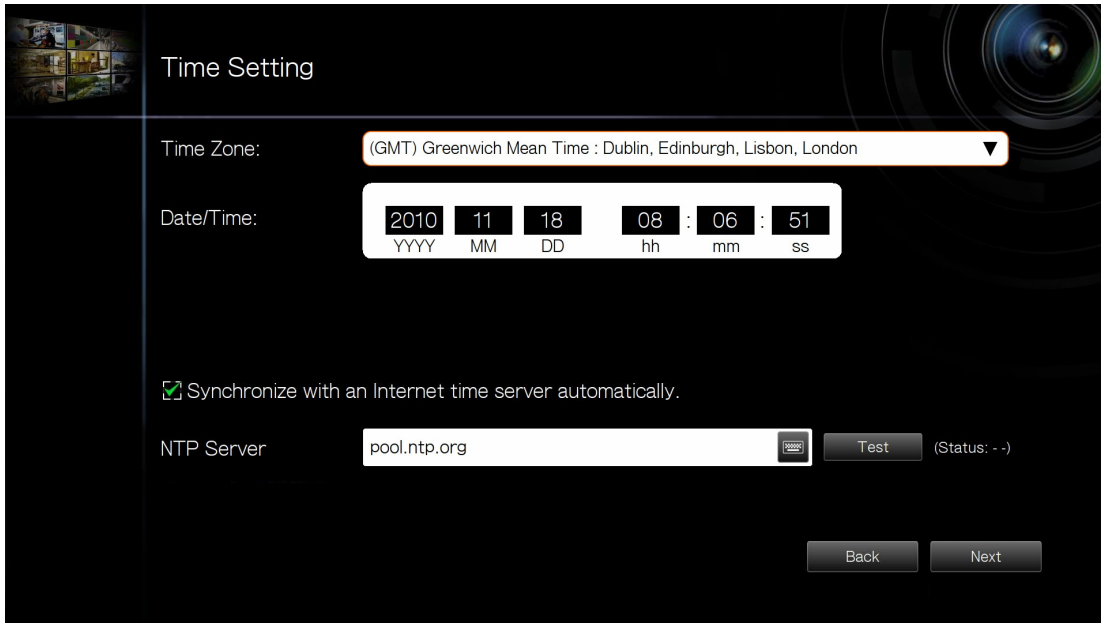 Time Setting
Time Zone: (GMT) Greenwich Mean Time : Dublin, Edinburgh, Lisbon, London
Date/Time: 2010 11 18 08 : 06 : 51
YYYY MM DD hh mm ss
Synchronize with an Internet time server automatically.
NTP Server pool.ntp.org Test (Status: - -)
Back Next